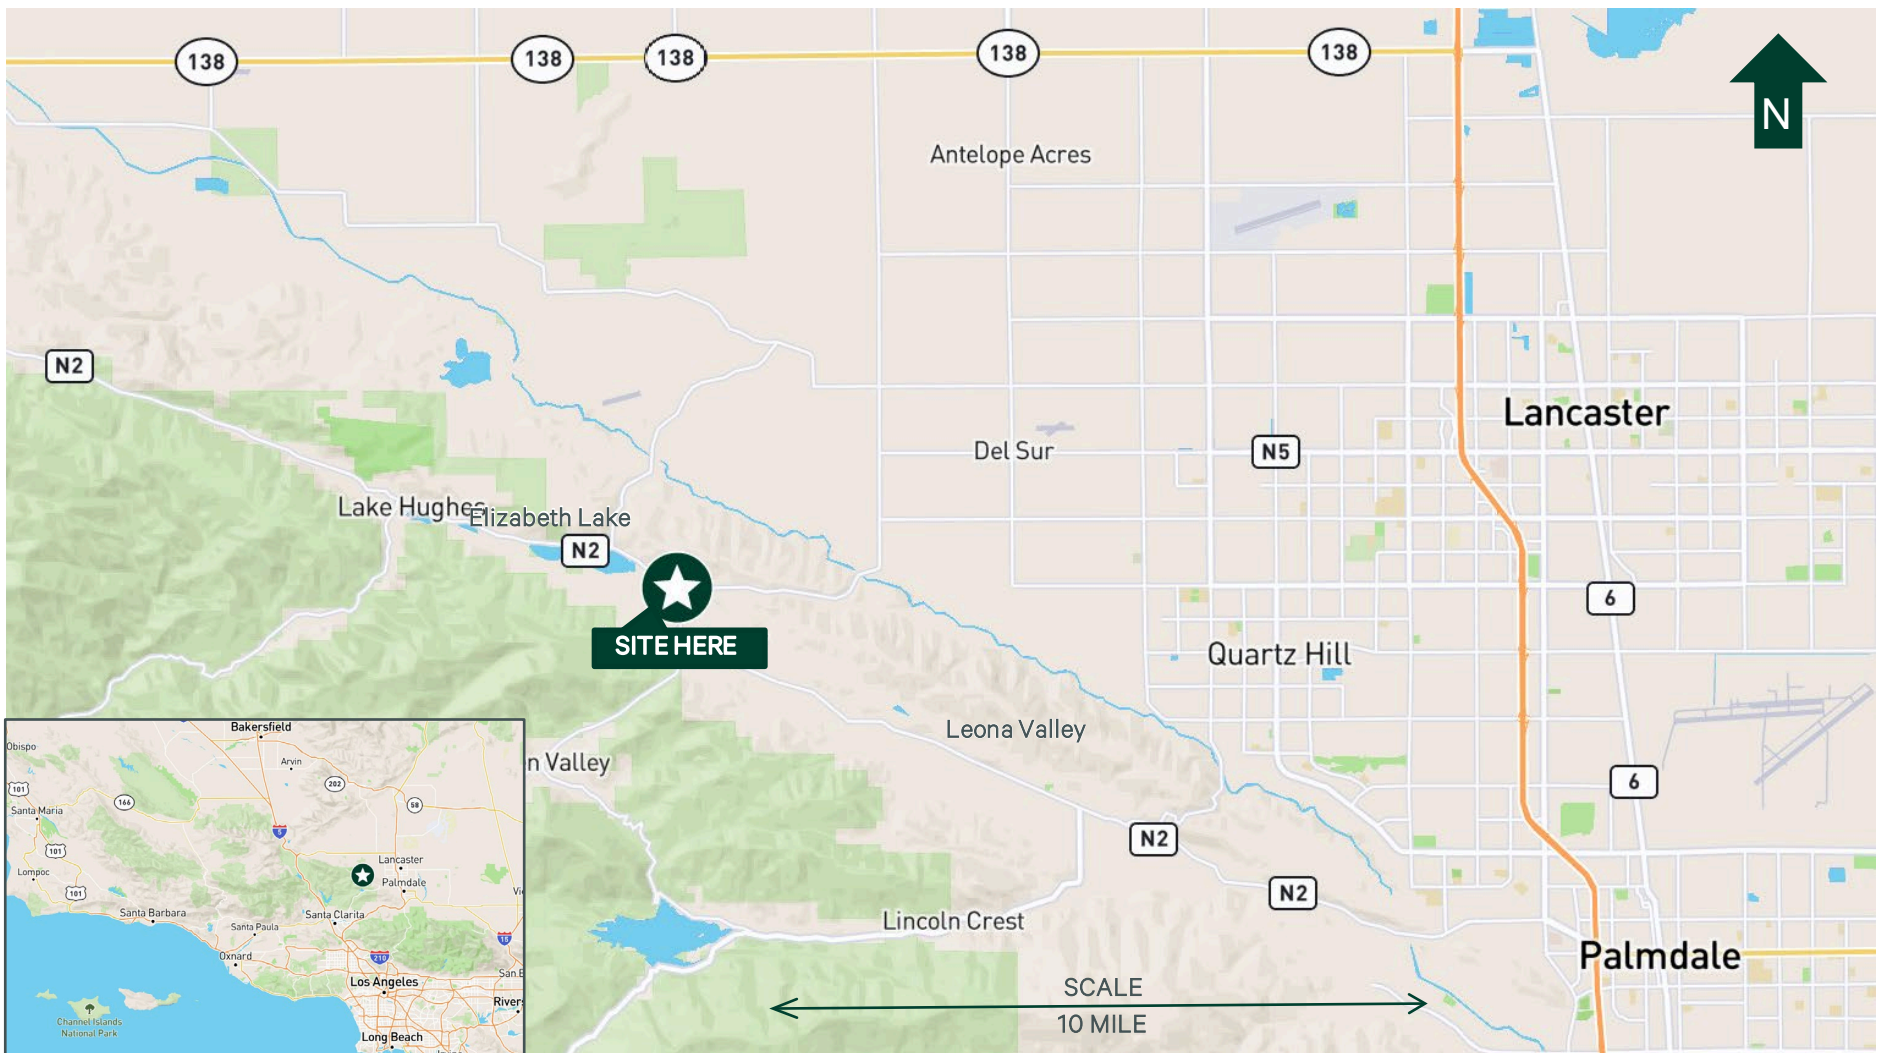 138
138
138
138
138
N
Antelope Acres
N2
Lancaster
Del Sur
N5
Lake Hughes
Elizabeth Lake
N2
6
SITE HERE
Quartz Hill
Leona Valley
n Valley
6
N2
N2
Lincoln Crest
Palmdale
SCALE
10 MILE
Bakersfield
Obispo
Arvin
202
101
166
58
Santa Maria
5
101
Lancaster
Lompoc
Palmdale
101
Vi
Santa Barbara
Santa Clarita
Santa Paula
15
Oxnard
210
San B
Los Angeles
Rivers
Channel Islands
National Park
Long Beach